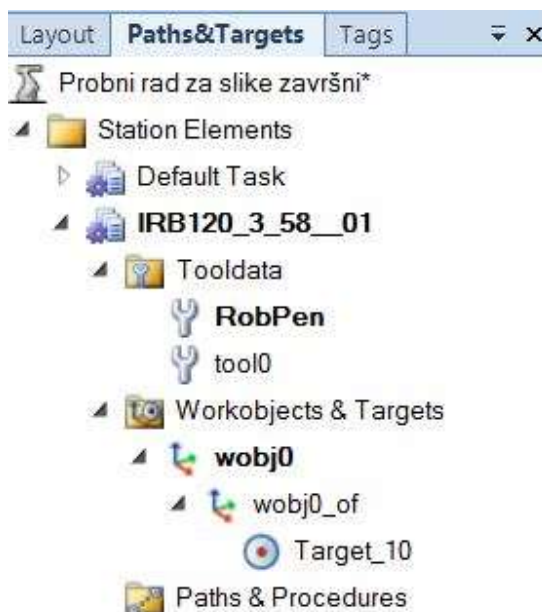 Layout Paths&Targets Tags
Probni rad za slike završni*
Station Elements
Default Task
IRB120_3_58__01
Tooldata
RobPen
tool0
Workobjects & Targets
wobj0
wobj0_of
Target_10
Paths & Procedures